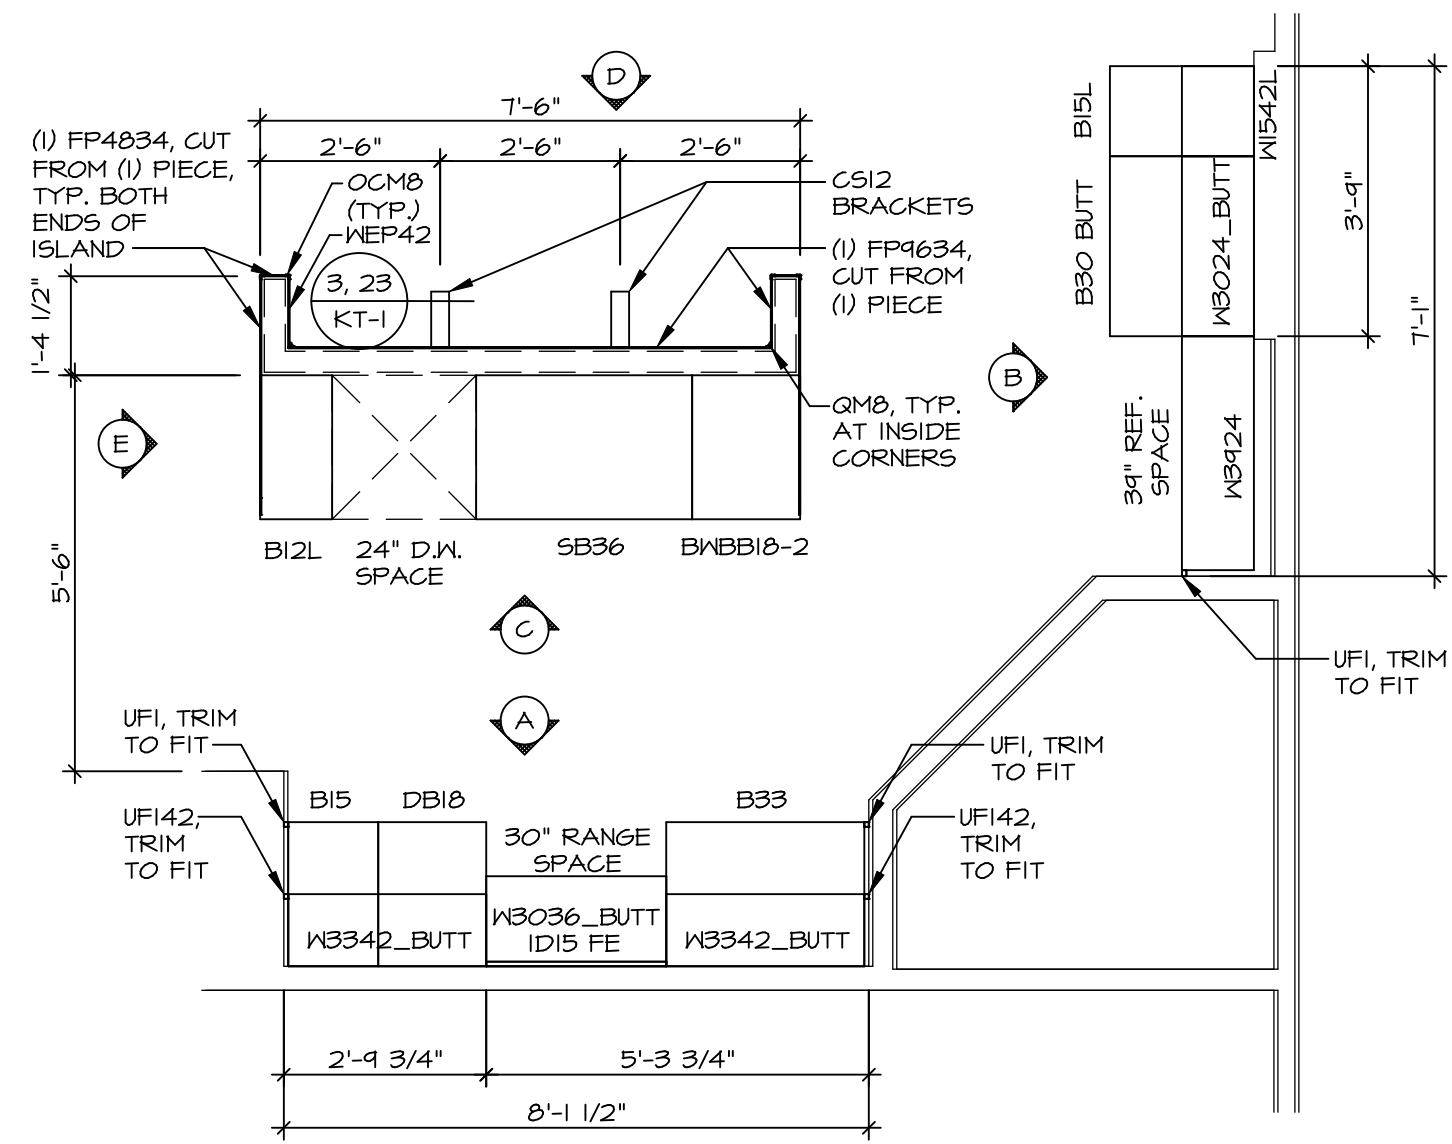 D
7'-6"
2'-6"
2'-6"
2'-6"
(1) FP4834, CUT
FROM (1) PIECE,
TYP. BOTH
ENDS OF
ISLAND
OCM8
(TYP.)
WEP42
3, 23
KT-1
CS12
BRACKETS
(1) FP9634,
CUT FROM
(1) PIECE
B15L
W1542L
B30 BUTT
W3024_BUTT
3'-9"
7'-1"
1'-4 1/2"
B
E
QM8, TYP.
AT INSIDE
CORNERS
39" REF.
SPACE
W3924
B12L
24" D.W.
SPACE
SB36
BWBB18-2
5'-6"
C
A
UF1, TRIM
TO FIT
UF1, TRIM
TO FIT
UF1, TRIM
TO FIT
B15
DB18
B33
UF142,
TRIM
TO FIT
30" RANGE
SPACE
UF142,
TRIM
TO FIT
W3342_BUTT
W3036_BUTT
1D15 FE
W3342_BUTT
2'-9 3/4"
5'-3 3/4"
8'-1 1/2"